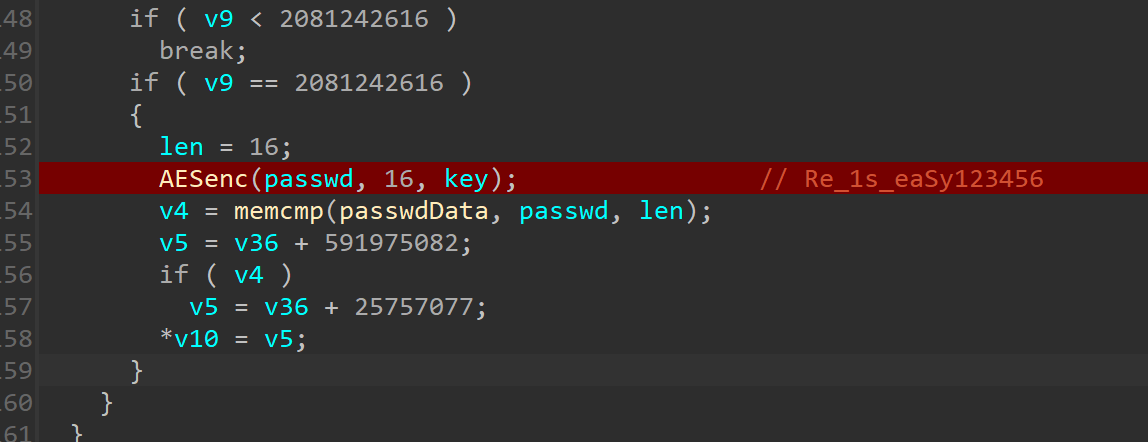 48 if ( v9 < 2081242616 )
49 break;
50 if ( v9 == 2081242616 )
51 {
52 len = 16;
53 AESenc(passwd, 16, key); // Re_1s_eaSy123456
54 v4 = memcmp(passwdData, passwd, len);
55 v5 = v36 + 591975082;
56 if ( v4 )
57 v5 = v36 + 25757077;
58 *v10 = v5;
59 }
60 }
61 }